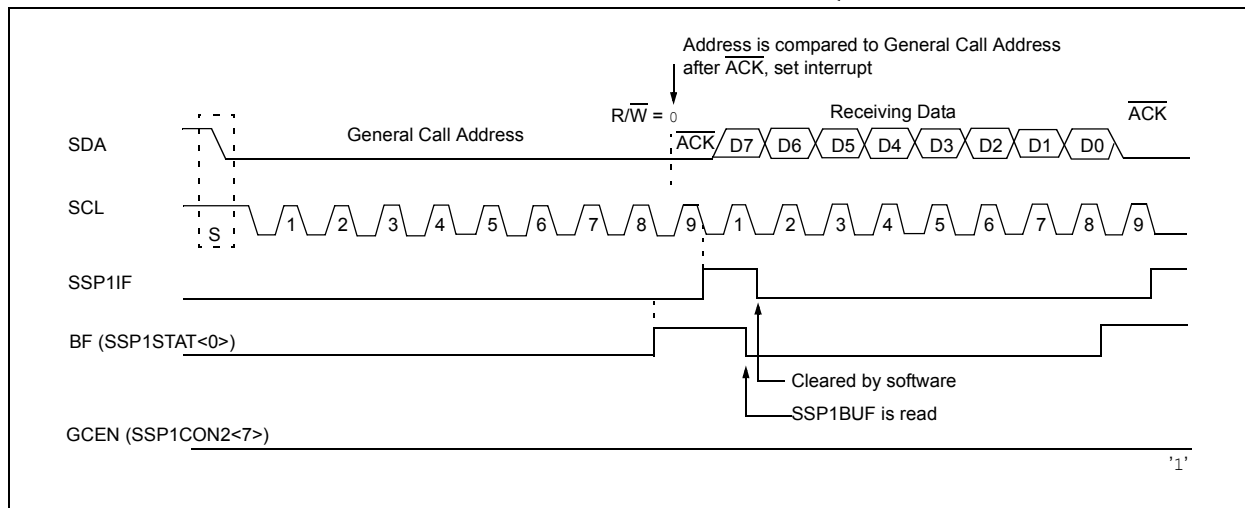 Address is compared to General Call Address
after ACK, set interrupt
R/W = 0
Receiving Data
ACK
General Call Address
SDA
ACK
D7 D6 D5 D4 D3 D2 D1 D0
SCL
S
1 2 3 4 5 6 7 8 9 1 2 3 4 5 6 7 8 9
SSP1IF
BF (SSP1STAT<0>)
Cleared by software
SSP1BUF is read
GCEN (SSP1CON2<7>)
'1'